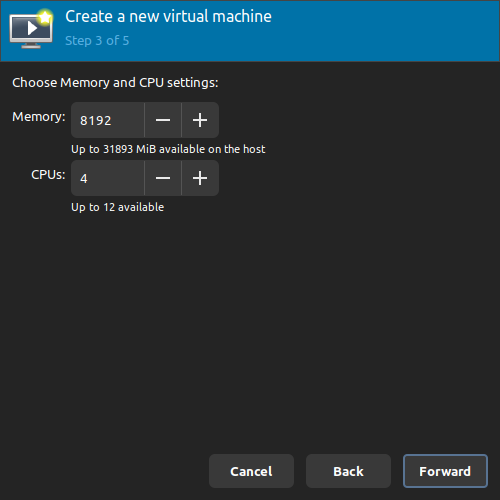 Create a new virtual machine
Step 3 of 5
Choose Memory and CPU settings:
Memory: 8192
Up to 31893 MiB available on the host
CPUs: 4
Up to 12 available
Cancel Back Forward